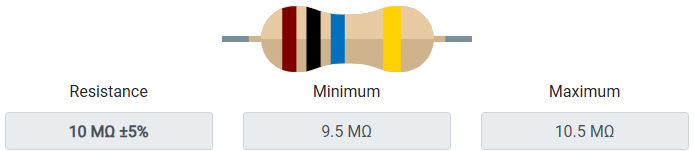 Resistance Minimum Maximum
10 MΩ ±5% 9.5 MΩ 10.5 MΩ